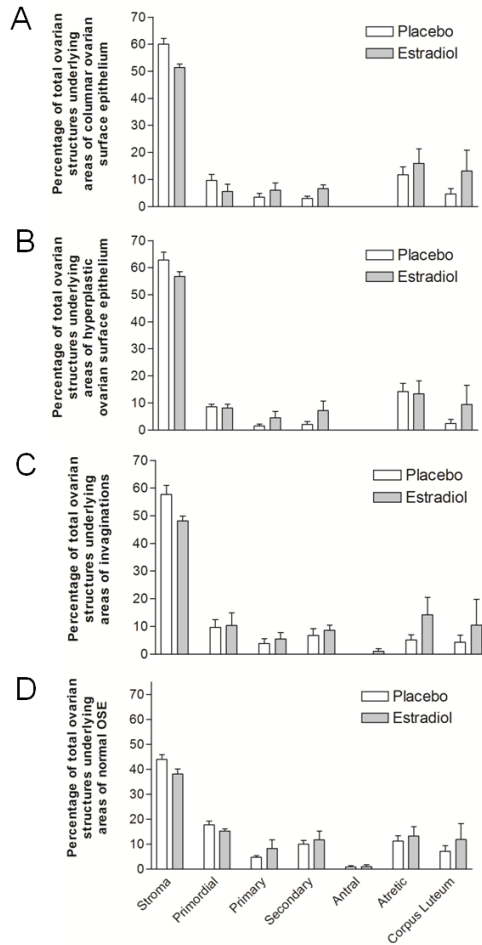 A
Percentage of total ovarian
structures underlying
areas of columnar ovarian
surface epithelium
70
60
50
40
30
20
10
0
Placebo
Estradiol
B
Percentage of total ovarian
structures underlying
areas of hyperplastic
ovarian surface epithelium
70
60
50
40
30
20
10
0
Placebo
Estradiol
C
Percentage of total ovarian
structures underlying
areas of invaginations
70
60
50
40
30
20
10
0
Placebo
Estradiol
D
Percentage of total ovarian
structures underlying
areas of normal OSE
70
60
50
40
30
20
10
0
Placebo
Estradiol
Stroma
Primordial
Primary
Secondary
Antral
Atretic
Corpus Luteum